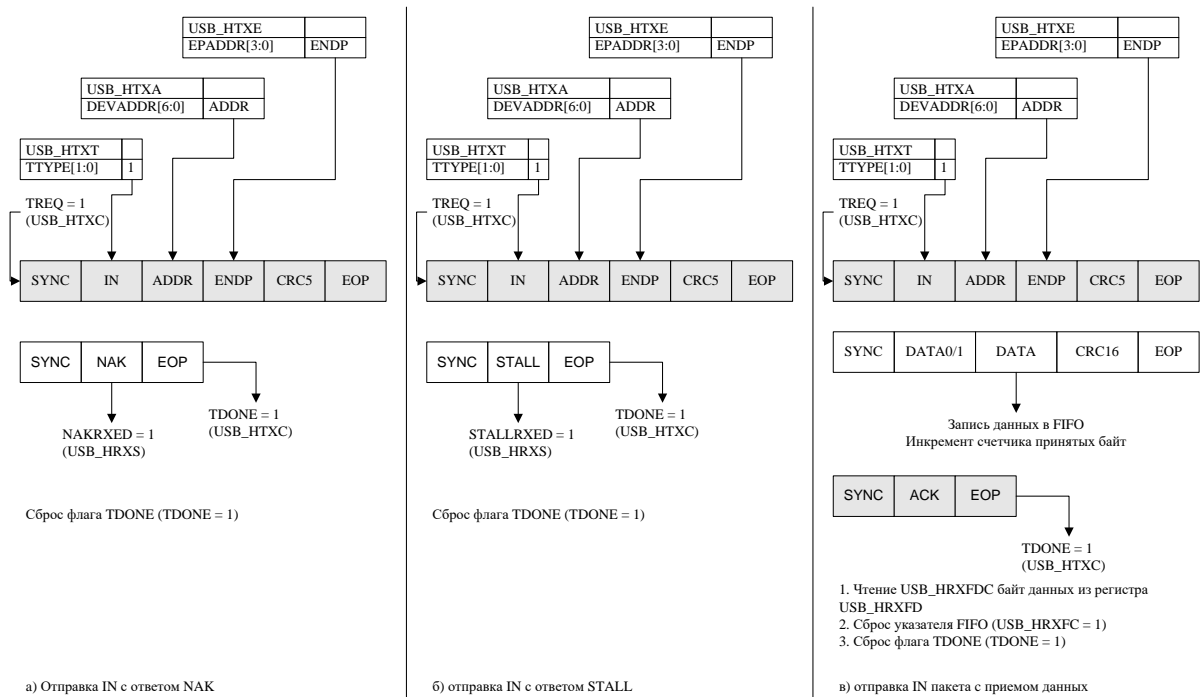 USB_HTXE
EPADDR[3:0] ENDP
USB_HTXA
DEVADDR[6:0] ADDR
USB_HTXT
TTYPE[1:0] 1
TREQ = 1
(USB_HTXC)
SYNC IN ADDR ENDP CRC5 EOP
SYNC NAK EOP
NAKRXED = 1
(USB_HRXS)
TDONE = 1
(USB_HTXC)
Сброс флага TDONE (TDONE = 1)
а) Отправка IN с ответом NAK
USB_HTXE
EPADDR[3:0] ENDP
USB_HTXA
DEVADDR[6:0] ADDR
USB_HTXT
TTYPE[1:0] 1
TREQ = 1
(USB_HTXC)
SYNC IN ADDR ENDP CRC5 EOP
SYNC STALL EOP
STALLRXED = 1
(USB_HRXS)
TDONE = 1
(USB_HTXC)
Сброс флага TDONE (TDONE = 1)
б) отправка IN с ответом STALL
USB_HTXE
EPADDR[3:0] ENDP
USB_HTXA
DEVADDR[6:0] ADDR
USB_HTXT
TTYPE[1:0] 1
TREQ = 1
(USB_HTXC)
SYNC IN ADDR ENDP CRC5 EOP
SYNC DATA0/1 DATA CRC16 EOP
Запись данных в FIFO
Инкремент счетчика принятых байт
SYNC ACK EOP
TDONE = 1
(USB_HTXC)
1. Чтение USB_HRXFDC байт данных из регистра
USB_HRXFD
2. Сброс указателя FIFO (USB_HRXFC = 1)
3. Сброс флага TDONE (TDONE = 1)
в) отправка IN пакета с приемом данных